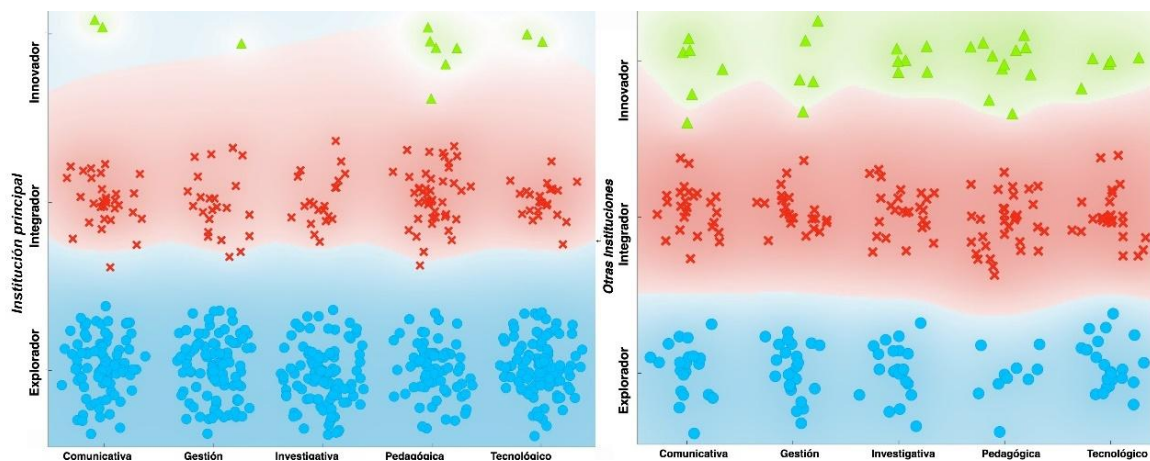 Institución principal
Innovador
Integrador
Explorador
Comunicativa Gestión Investigativa Pedagógica Tecnológico
Otras Instituciones
Innovador
Integrador
Explorador
Comunicativa Gestión Investigativa Pedagógica Tecnológico